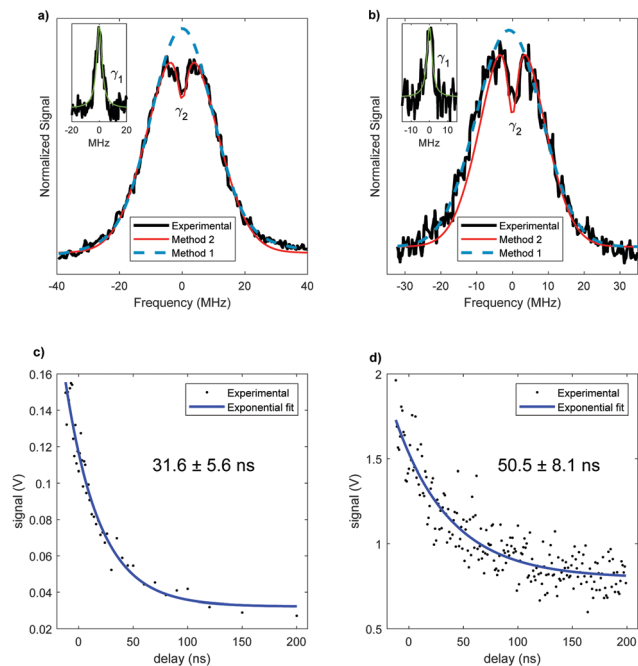 a)
b)
Normalized Signal
γ1
γ2
-20
0
20
MHz
Experimental
Method 2
Method 1
-40
-20
0
20
40
Frequency (MHz)
Normalized Signal
γ1
γ2
-10
0
10
MHz
Experimental
Method 2
Method 1
-30
-20
-10
0
10
20
30
Frequency (MHz)
c)
d)
0.16
0.14
0.12
0.1
0.08
0.06
0.04
0.02
signal (V)
Experimental
Exponential fit
31.6 ± 5.6 ns
0
50
100
150
200
delay (ns)
2
1.5
1
0.5
signal (V)
Experimental
Exponential fit
50.5 ± 8.1 ns
0
50
100
150
200
delay (ns)